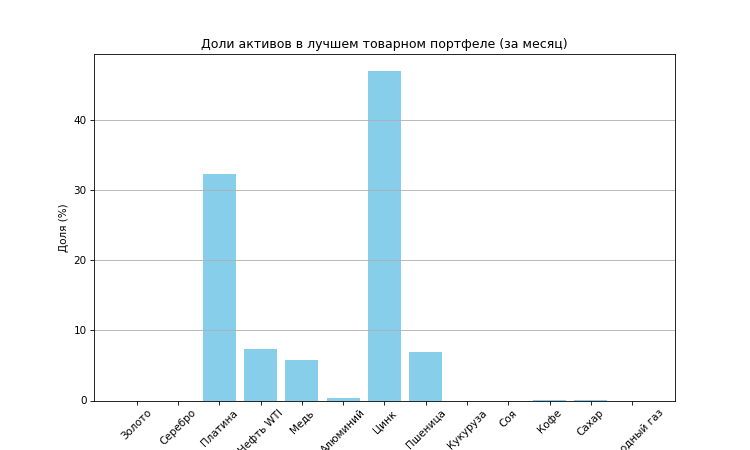 Доли активов в лучшем товарном портфеле (за месяц)
Доля (%)
40
30
20
10
0
Золото
Серебро
Платина
Нефть WTI
Медь
Алюминий
Цинк
Пшеница
Кукуруза
Соя
Кофе
Сахар
одный газ